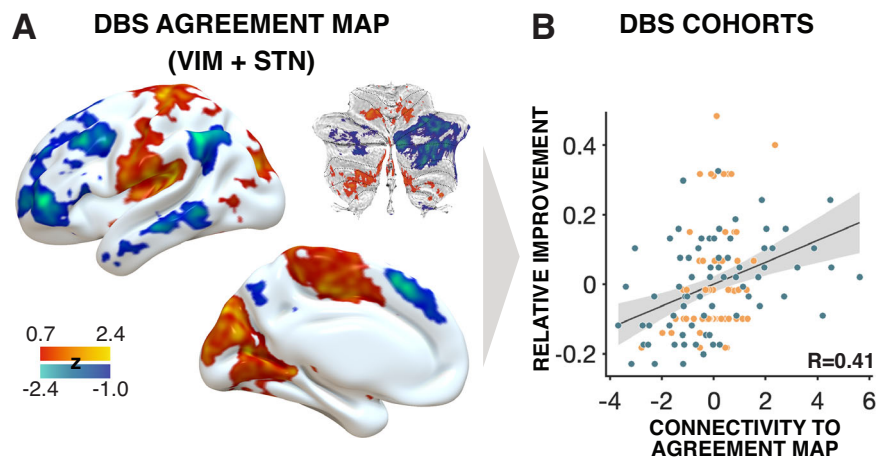 A
DBS AGREEMENT MAP
(VIM + STN)
0.7 2.4
z
-2.4 -1.0
B
DBS COHORTS
RELATIVE IMPROVEMENT
0.4
0.2
0
-0.2
R=0.41
-4 -2 0 2 4 6
CONNECTIVITY TO
AGREEMENT MAP